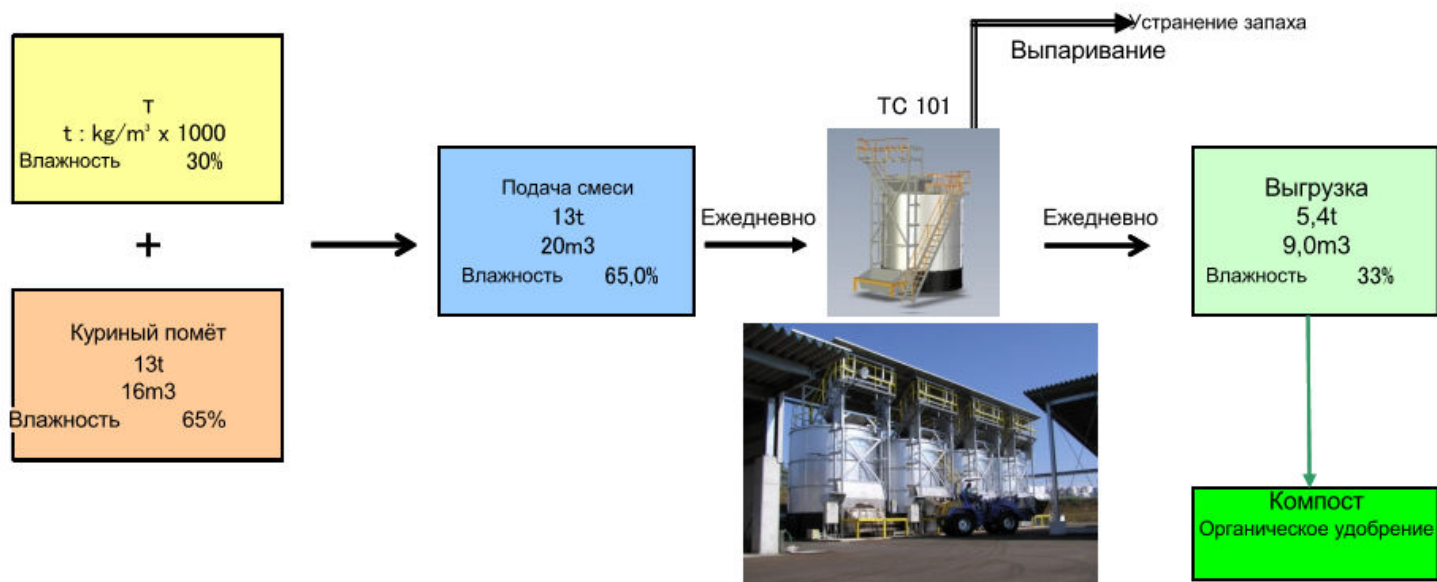 Т
t : kg/m³ x 1000
Влажность 30%
+
Куриный помёт
13t
16m3
Влажность 65%
Подача смеси
13t
20m3
Влажность 65,0%
Ежедневно
TC 101
Выпаривание
Устранение запаха
Ежедневно
Выгрузка
5,4t
9,0m3
Влажность 33%
Компост
Органическое удобрение